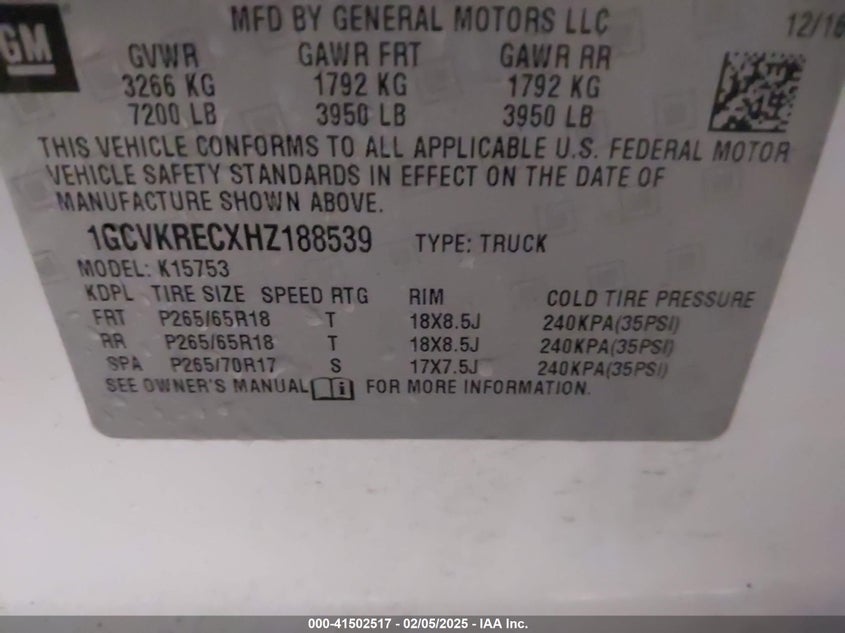 GM
MFD BY GENERAL MOTORS LLC 12/16
GVWR GAWR FRT GAWR RR
3266 KG 1792 KG 1792 KG
7200 LB 3950 LB 3950 LB
THIS VEHICLE CONFORMS TO ALL APPLICABLE U.S. FEDERAL MOTOR
VEHICLE SAFETY STANDARDS IN EFFECT ON THE DATE OF
MANUFACTURE SHOWN ABOVE.
1GCVKRECXHZ188539 TYPE: TRUCK
MODEL: K15753
KDPL TIRE SIZE SPEED RTG RIM COLD TIRE PRESSURE
FRT P265/65R18 T 18X8.5J 240KPA(35PSI)
RR P265/65R18 T 18X8.5J 240KPA(35PSI)
SPA P265/70R17 S 17X7.5J 240KPA(35PSI)
SEE OWNER'S MANUAL i FOR MORE INFORMATION.
000-41502517 - 02/05/2025 - IAA Inc.